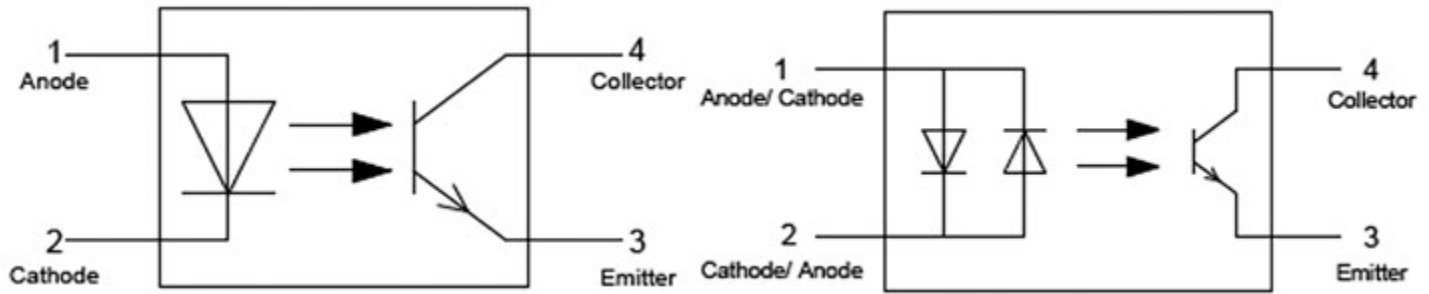 1
Anode
2
Cathode
4
Collector
3
Emitter
1
Anode/ Cathode
2
Cathode/ Anode
4
Collector
3
Emitter